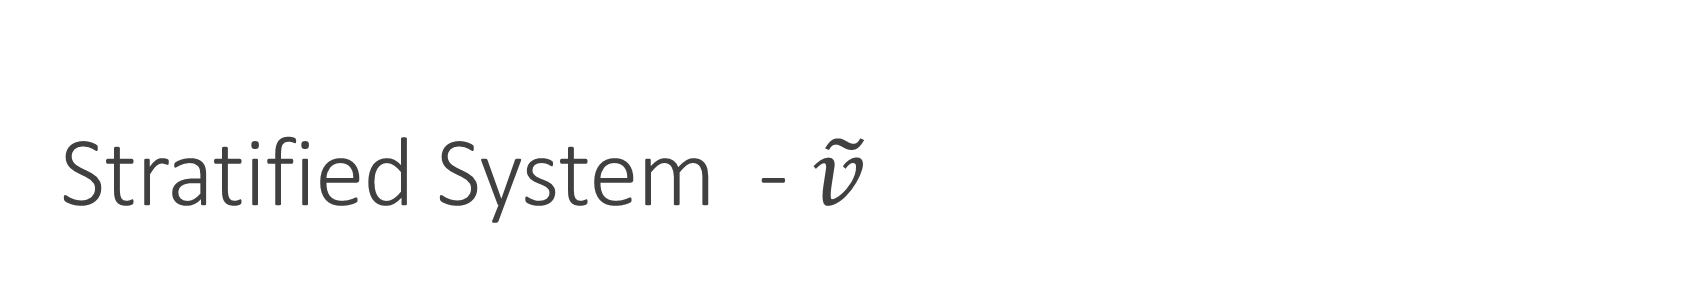 Stratified System - ṽ